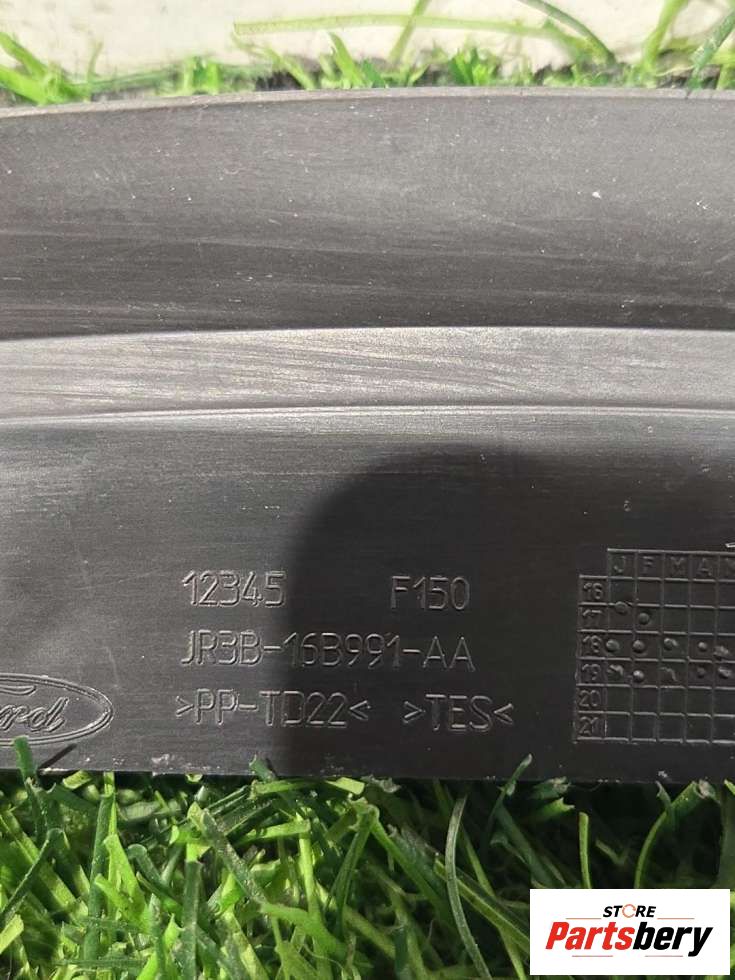 12345 F150
JR3B-16B991-AA
>PP-TD22< >TES<
Ford
J F M A M
16
17
18
19
20
21
STORE
Partsbery